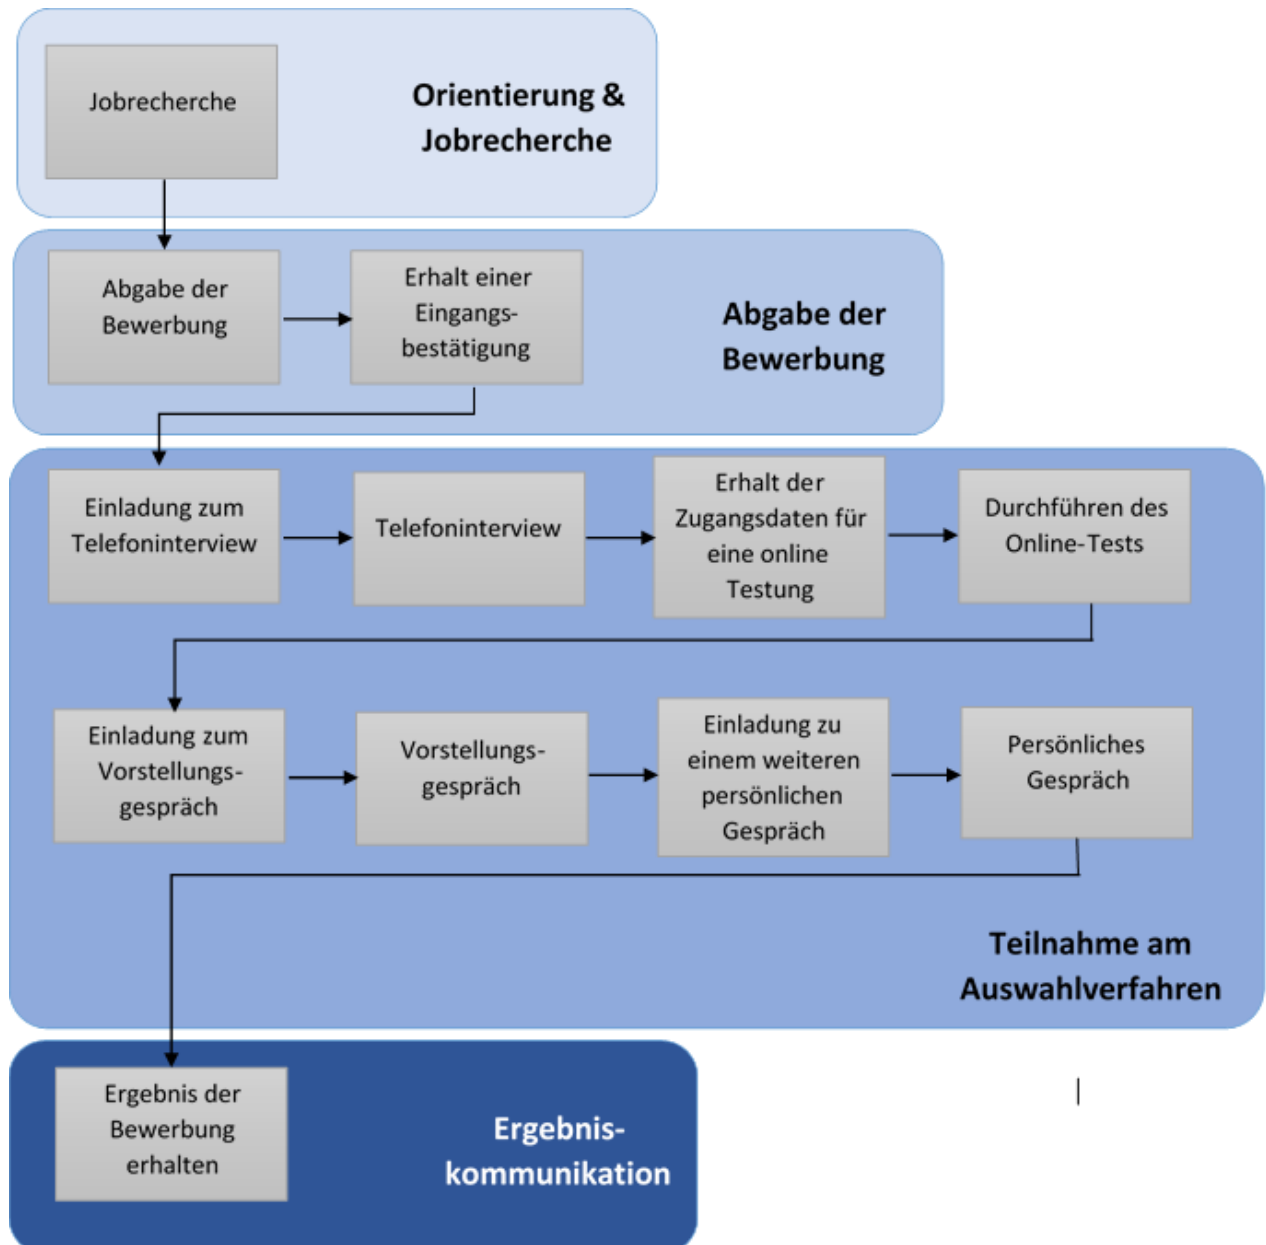 Jobrecherche
Orientierung &
Jobrecherche
Abgabe der
Bewerbung
Erhalt einer
Eingangs-
bestätigung
Abgabe der
Bewerbung
Einladung zum
Telefoninterview
Telefoninterview
Erhalt der
Zugangsdaten für
eine online
Testung
Durchführen des
Online-Tests
Einladung zum
Vorstellungs-
gespräch
Vorstellungs-
gespräch
Einladung zu
einem weiteren
persönlichen
Gespräch
Persönliches
Gespräch
Teilnahme am
Auswahlverfahren
Ergebnis der
Bewerbung
erhalten
Ergebnis-
kommunikation